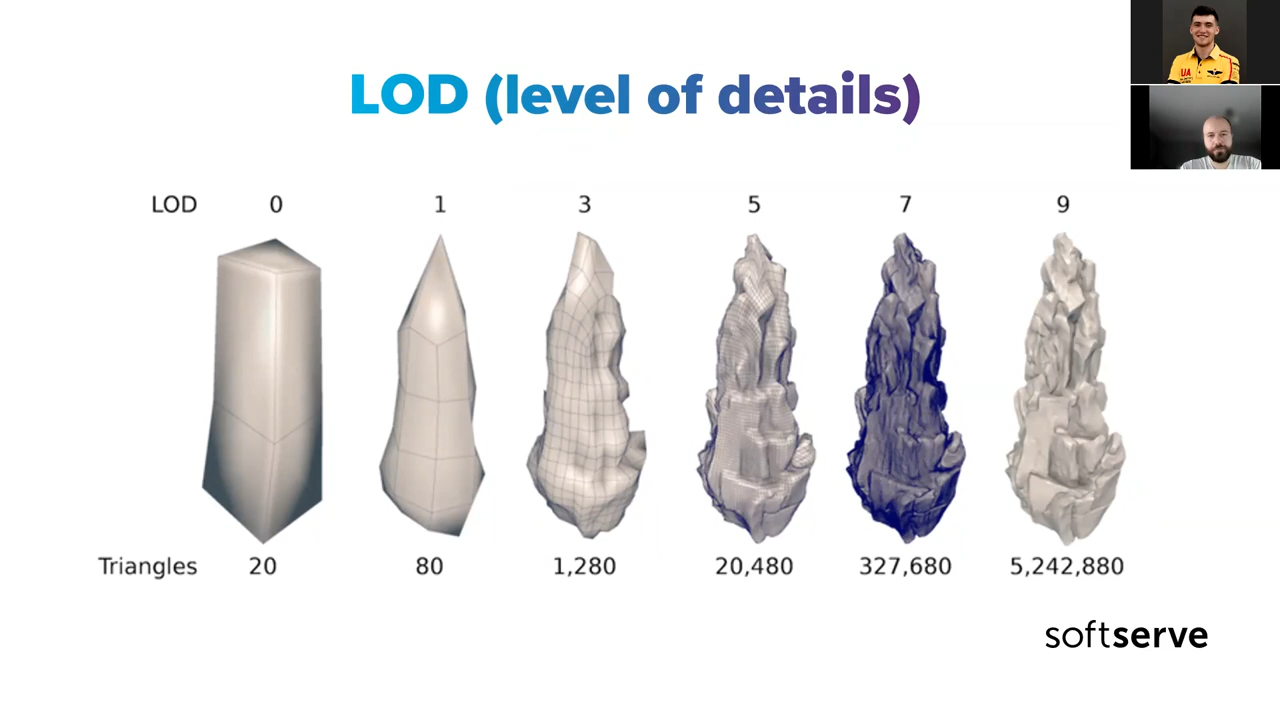 LOD (level of details)
LOD 0 1 3 5 7 9
Triangles 20 80 1,280 20,480 327,680 5,242,880
softserve
UA